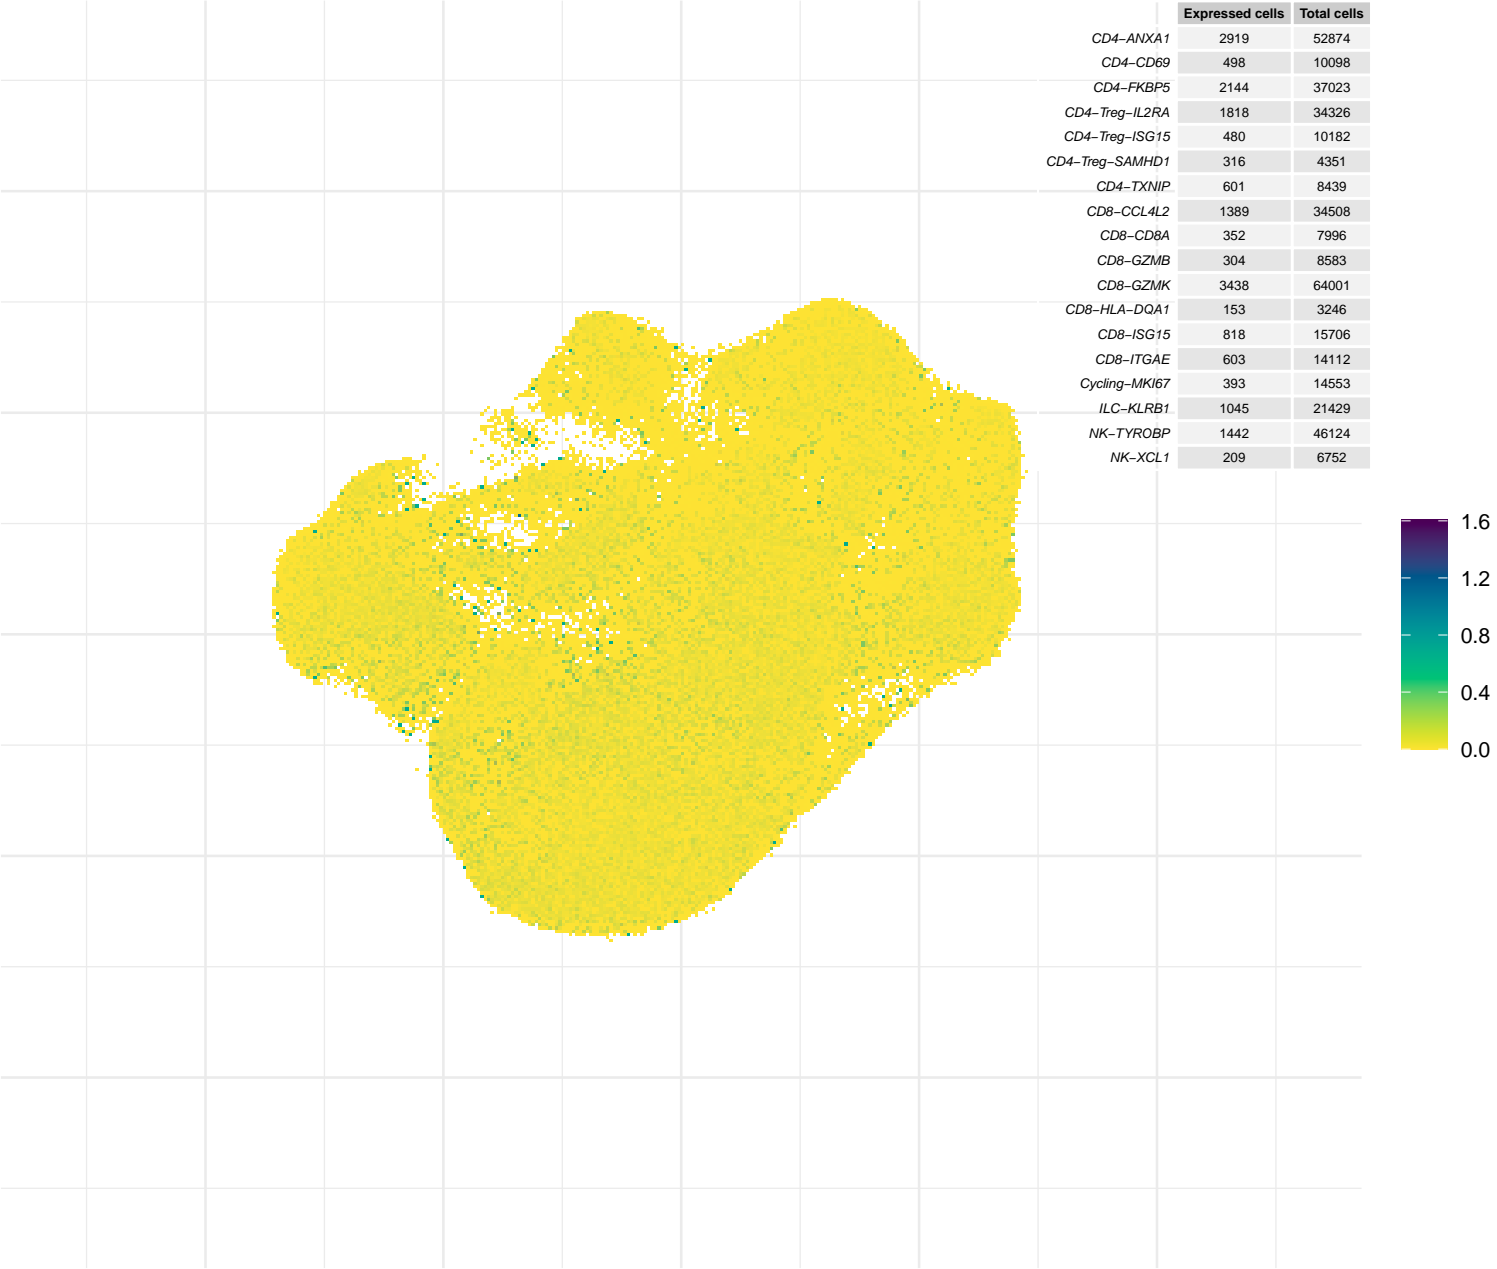 Expressed cells Total cells
CD4−ANXA1 2919 52874
CD4−CD69 498 10098
CD4−FKBP5 2144 37023
CD4−Treg−IL2RA 1818 34326
CD4−Treg−ISG15 480 10182
CD4−Treg−SAMHD1 316 4351
CD4−TXNIP 601 8439
CD8−CCL4L2 1389 34508
CD8−CD8A 352 7996
CD8−GZMB 304 8583
CD8−GZMK 3438 64001
CD8−HLA−DQA1 153 3246
CD8−ISG15 818 15706
CD8−ITGAE 603 14112
Cycling−MKI67 393 14553
ILC−KLRB1 1045 21429
NK−TYROBP 1442 46124
NK−XCL1 209 6752
1.6
1.2
0.8
0.4
0.0